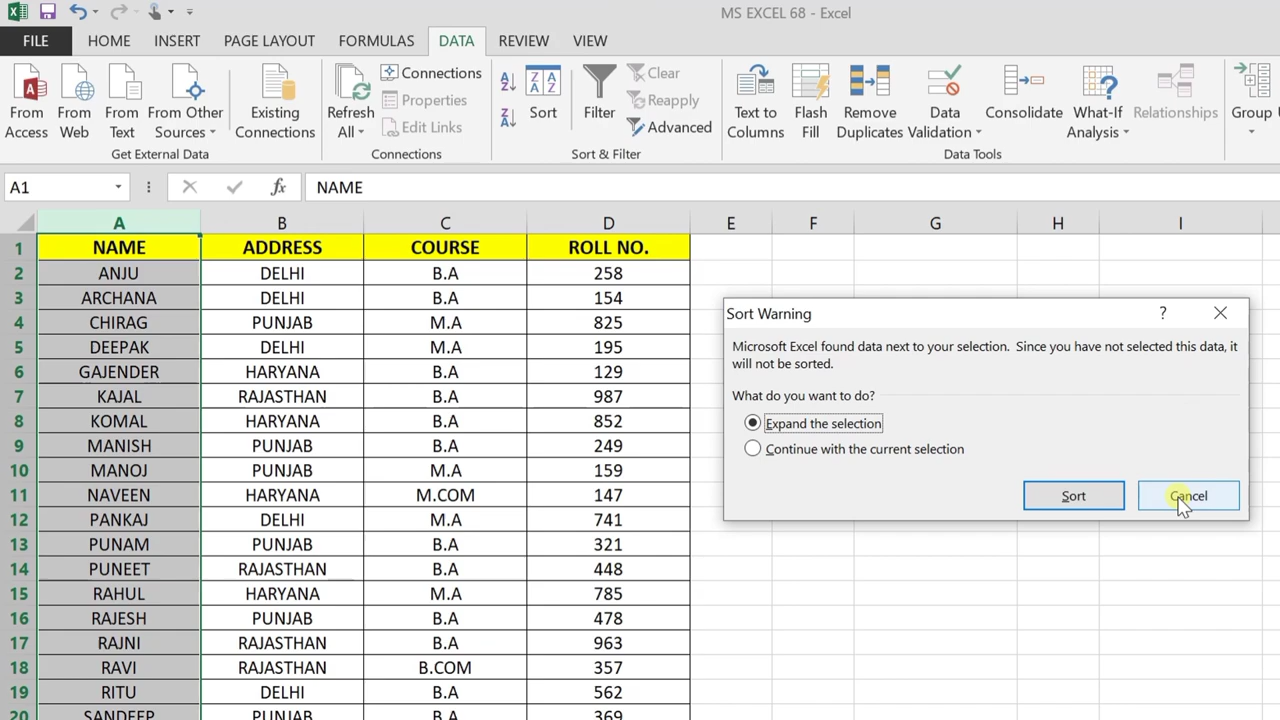 MS EXCEL 68 - Excel
FILE HOME INSERT PAGE LAYOUT FORMULAS DATA REVIEW VIEW
From Access
From Web
From Text
From Other Sources
Existing Connections
Get External Data
Refresh All
Connections
Properties
Edit Links
Connections
Sort
Filter
Clear
Reapply
Advanced
Sort & Filter
Text to Columns
Flash Fill
Remove Duplicates
Data Validation
Consolidate
What-If Analysis
Relationships
Data Tools
Group
A1 fx NAME
A B C D E F G H I
1 NAME ADDRESS COURSE ROLL NO.
2 ANJU DELHI B.A 258
3 ARCHANA DELHI B.A 154
4 CHIRAG PUNJAB M.A 825
5 DEEPAK DELHI M.A 195
6 GAJENDER HARYANA B.A 129
7 KAJAL RAJASTHAN B.A 987
8 KOMAL HARYANA B.A 852
9 MANISH PUNJAB B.A 249
10 MANOJ PUNJAB M.A 159
11 NAVEEN HARYANA M.COM 147
12 PANKAJ DELHI M.A 741
13 PUNAM PUNJAB B.A 321
14 PUNEET RAJASTHAN B.A 448
15 RAHUL HARYANA M.A 785
16 RAJESH PUNJAB B.A 478
17 RAJNI RAJASTHAN B.A 963
18 RAVI RAJASTHAN B.COM 357
19 RITU DELHI B.A 562
20 SANDEEP PUNJAB B.A 369
Sort Warning ?
Microsoft Excel found data next to your selection. Since you have not selected this data, it
will not be sorted.
What do you want to do?
Expand the selection
Continue with the current selection
Sort Cancel